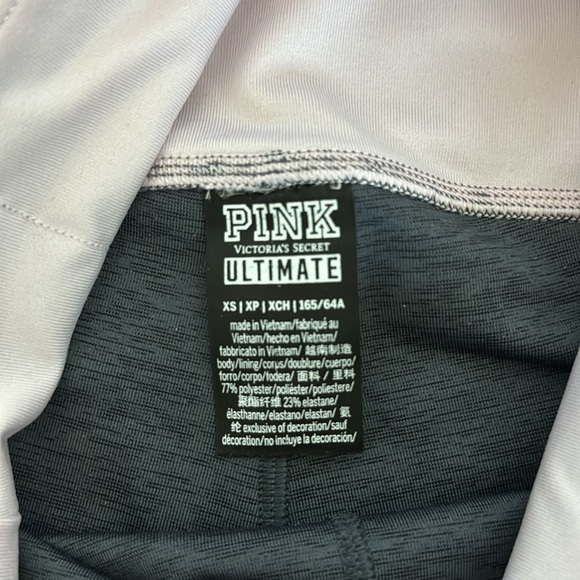 PINK
VICTORIA'S SECRET
ULTIMATE
XS | XP | XCH | 165/64A
made in Vietnam/fabriqué au
Vietnam/hecho en Vietnam/
fabbricato in Vietnam/ 越南制造
body/lining/corps/doublure/cuerpo/
forro/corpo/fodera/ 面料 / 里料
77% polyester/poliéster/poliestere/
聚酯纤维 23% elastane/
élasthanne/elastano/elastan/ 氨
纶 exclusive of decoration/sauf
décoration/no incluye la decoración/